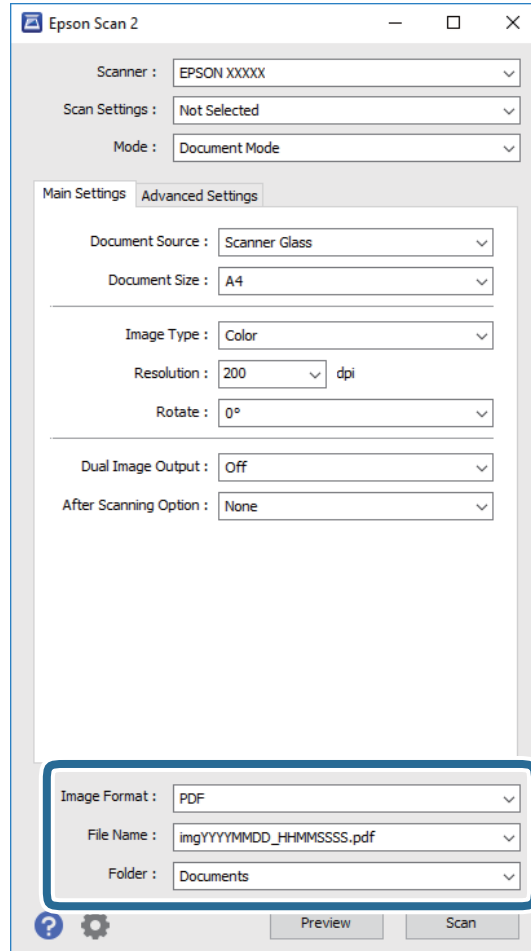 Epson Scan 2
Scanner : EPSON XXXXX
Scan Settings : Not Selected
Mode : Document Mode
Main Settings Advanced Settings
Document Source : Scanner Glass
Document Size : A4
Image Type : Color
Resolution : 200 dpi
Rotate : 0°
Dual Image Output : Off
After Scanning Option : None
Image Format : PDF
File Name : imgYYYYMMDD_HHMMSSSS.pdf
Folder : Documents
? Preview Scan